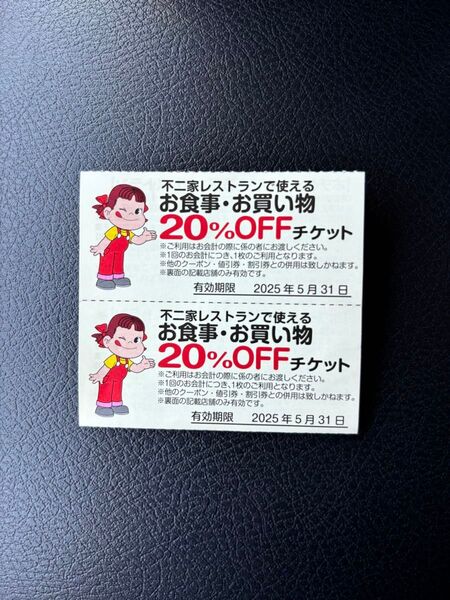 不二家レストランで使える
お食事・お買い物
20%OFFチケット
※ご利用はお会計の際に係の者にお渡しください。
※1回のお会計につき、1枚のご利用となります。
※他のクーポン・値引券・割引券との併用は致しかねます。
※裏面の記載店舗のみ有効です。
有効期限 2025年5月31日
不二家レストランで使える
お食事・お買い物
20%OFFチケット
※ご利用はお会計の際に係の者にお渡しください。
※1回のお会計につき、1枚のご利用となります。
※他のクーポン・値引券・割引券との併用は致しかねます。
※裏面の記載店舗のみ有効です。
有効期限 2025年5月31日